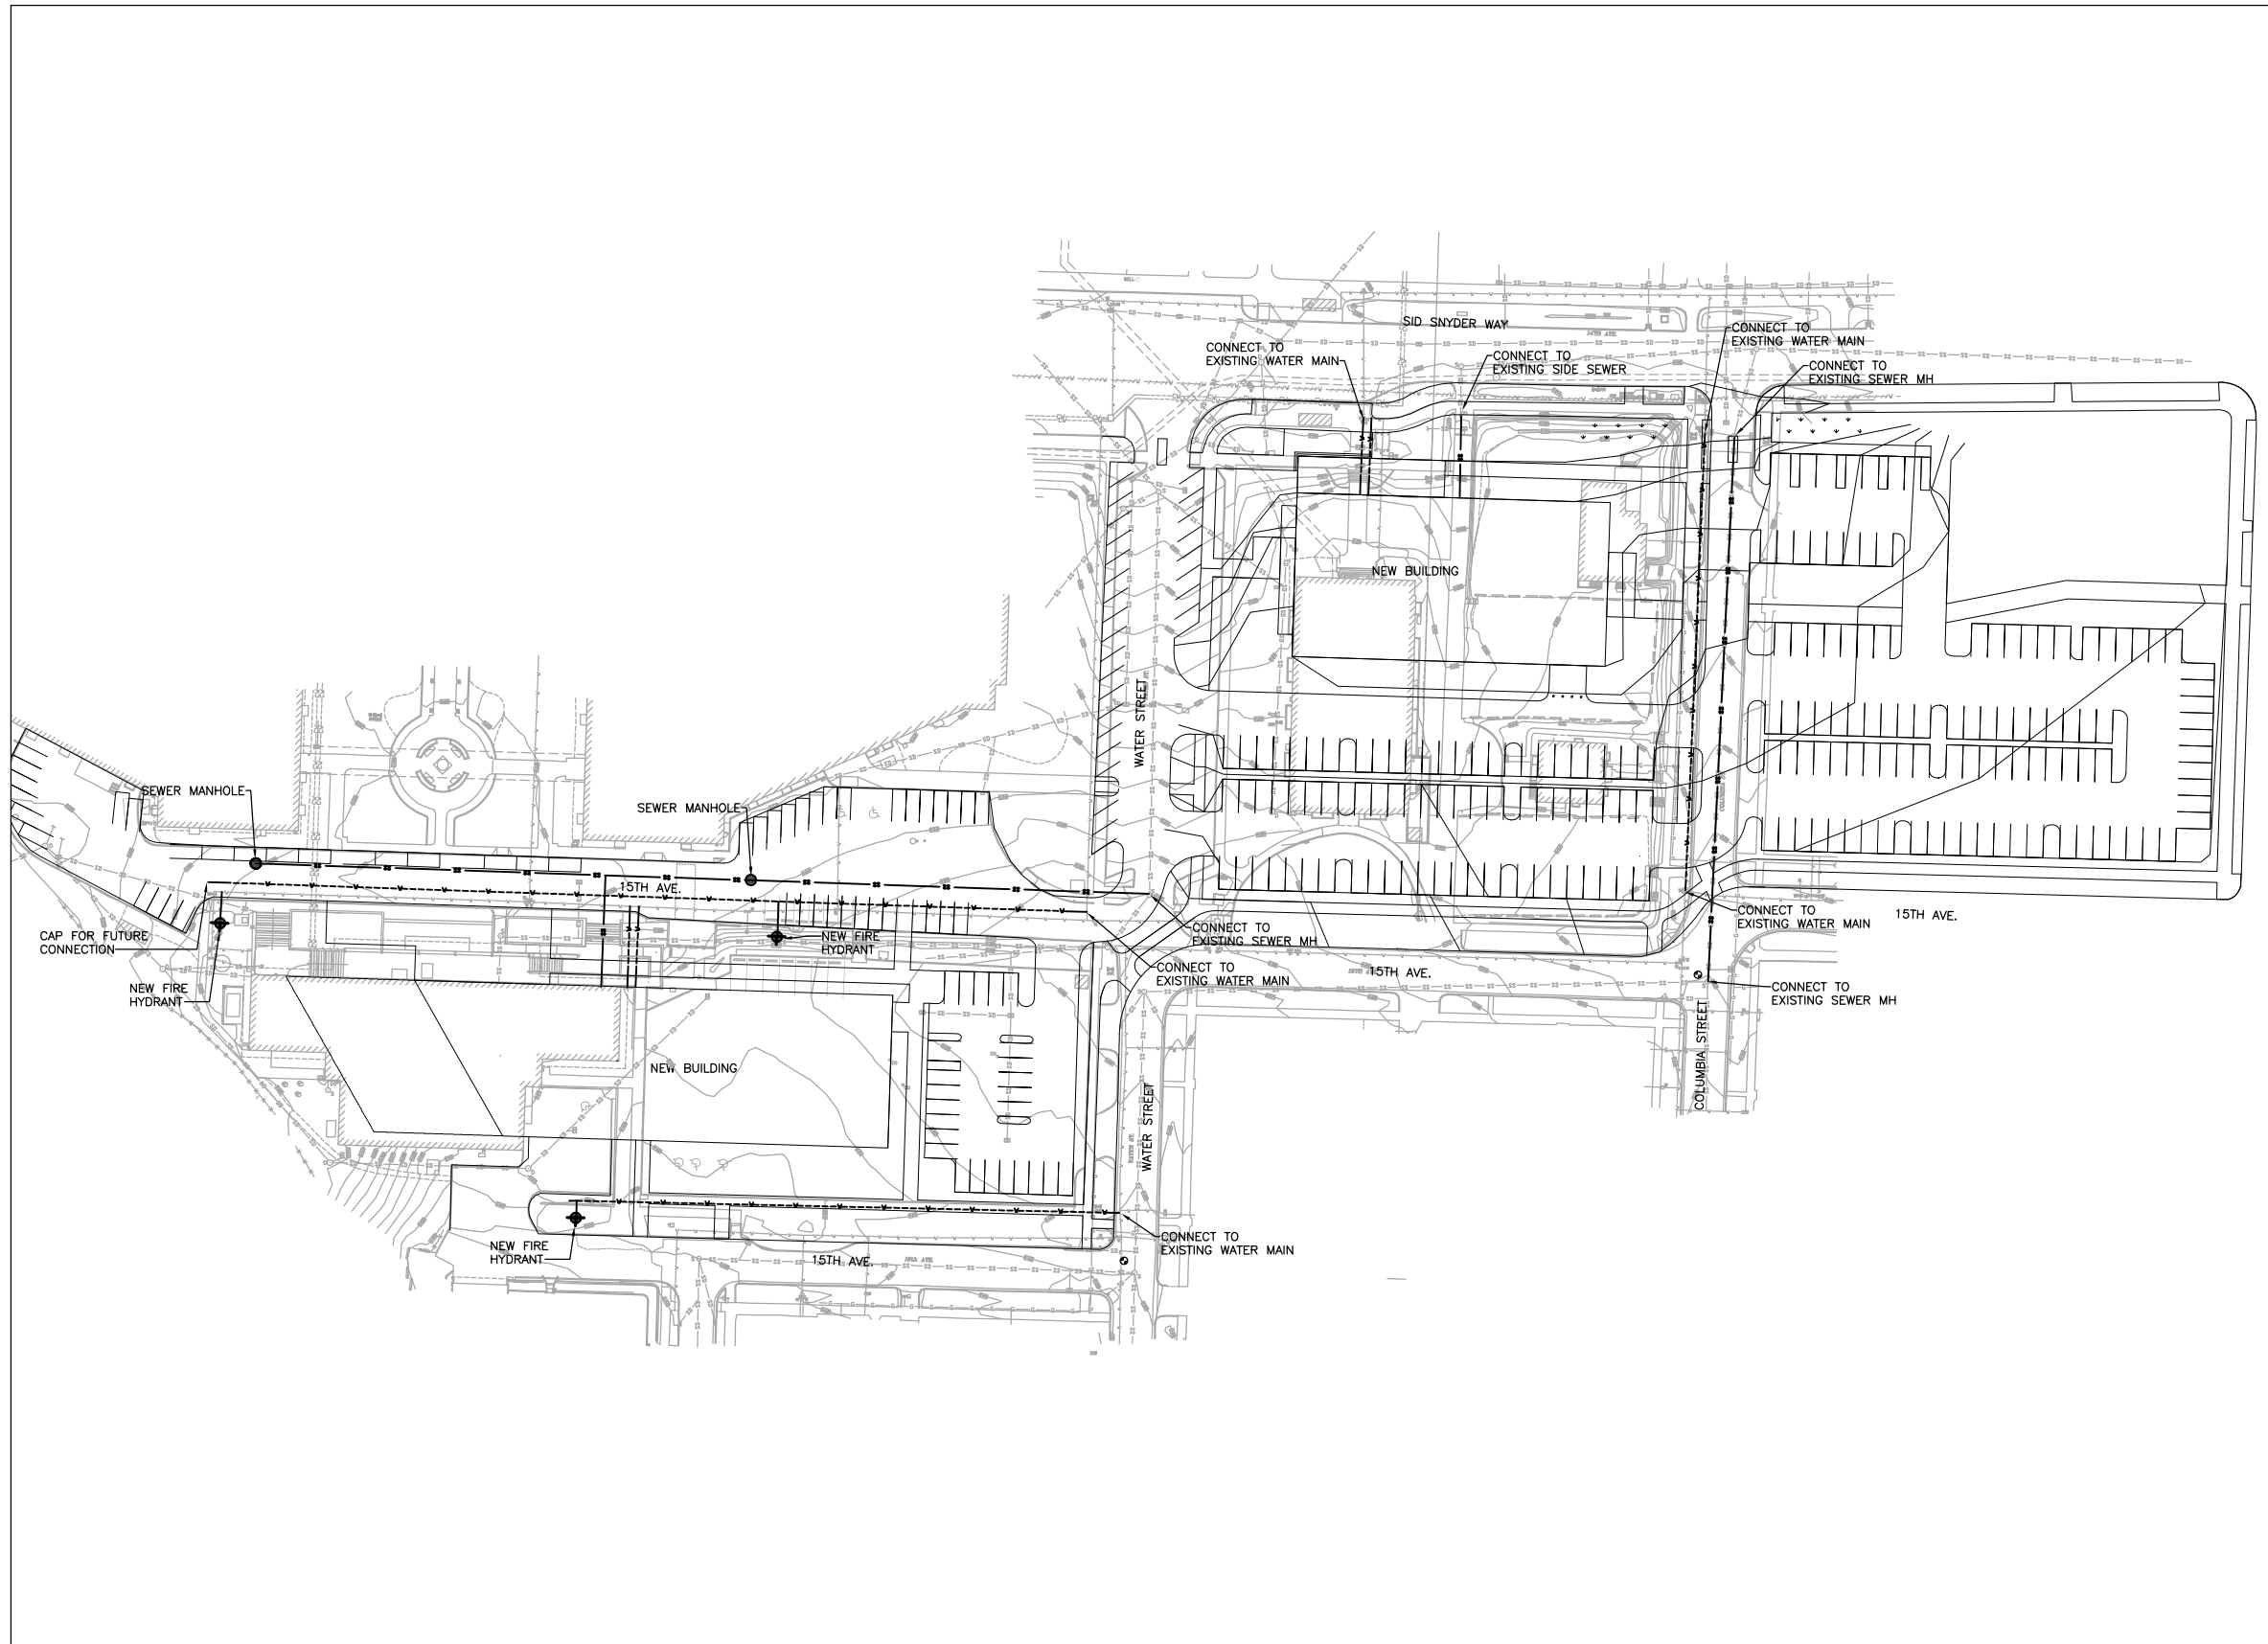 SID SNYDER WAY
CONNECT TO
EXISTING WATER MAIN
CONNECT TO
EXISTING WATER MAIN
CONNECT TO
EXISTING SIDE SEWER
CONNECT TO
EXISTING SEWER MH
NEW BUILDING
WATER STREET
SEWER MANHOLE
SEWER MANHOLE
15TH AVE.
CAP FOR FUTURE
CONNECTION
NEW FIRE
HYDRANT
NEW FIRE
HYDRANT
CONNECT TO
EXISTING SEWER MH
CONNECT TO
EXISTING WATER MAIN
15TH AVE.
CONNECT TO
EXISTING WATER MAIN
15TH AVE.
CONNECT TO
EXISTING SEWER MH
COLUMBIA STREET
NEW BUILDING
WATER STREET
NEW FIRE
HYDRANT
15TH AVE.
CONNECT TO
EXISTING WATER MAIN